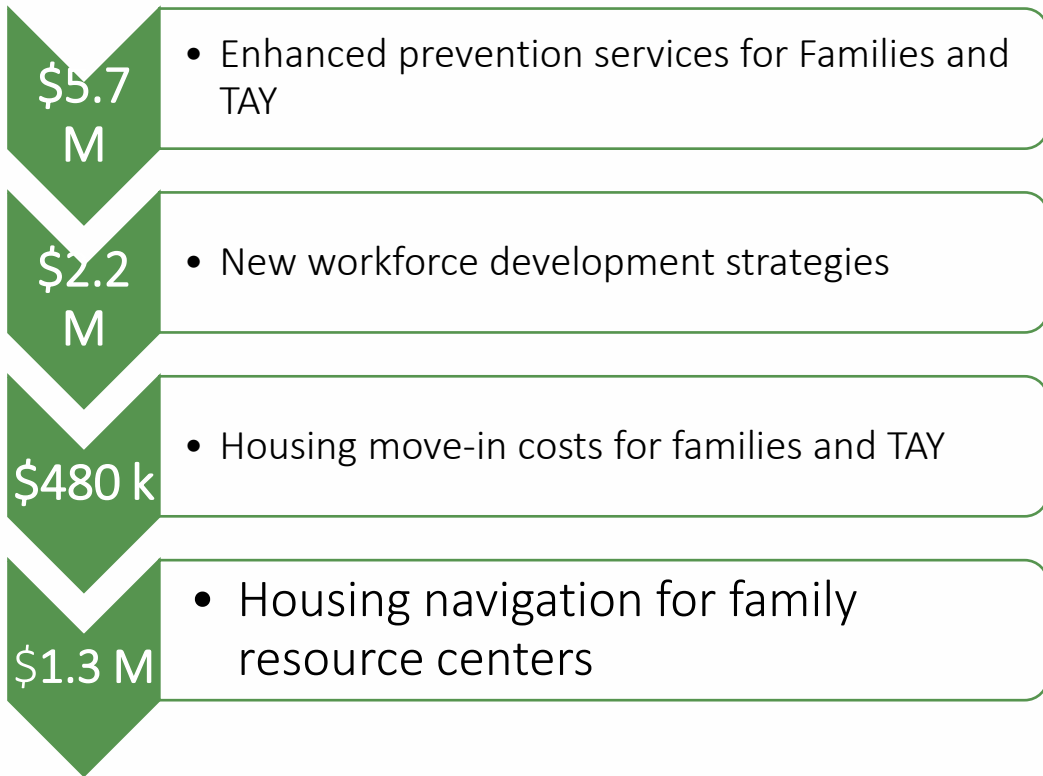 $5.7
M
• Enhanced prevention services for Families and
TAY
$2.2
M
• New workforce development strategies
$480 k
• Housing move-in costs for families and TAY
$1.3 M
• Housing navigation for family
resource centers